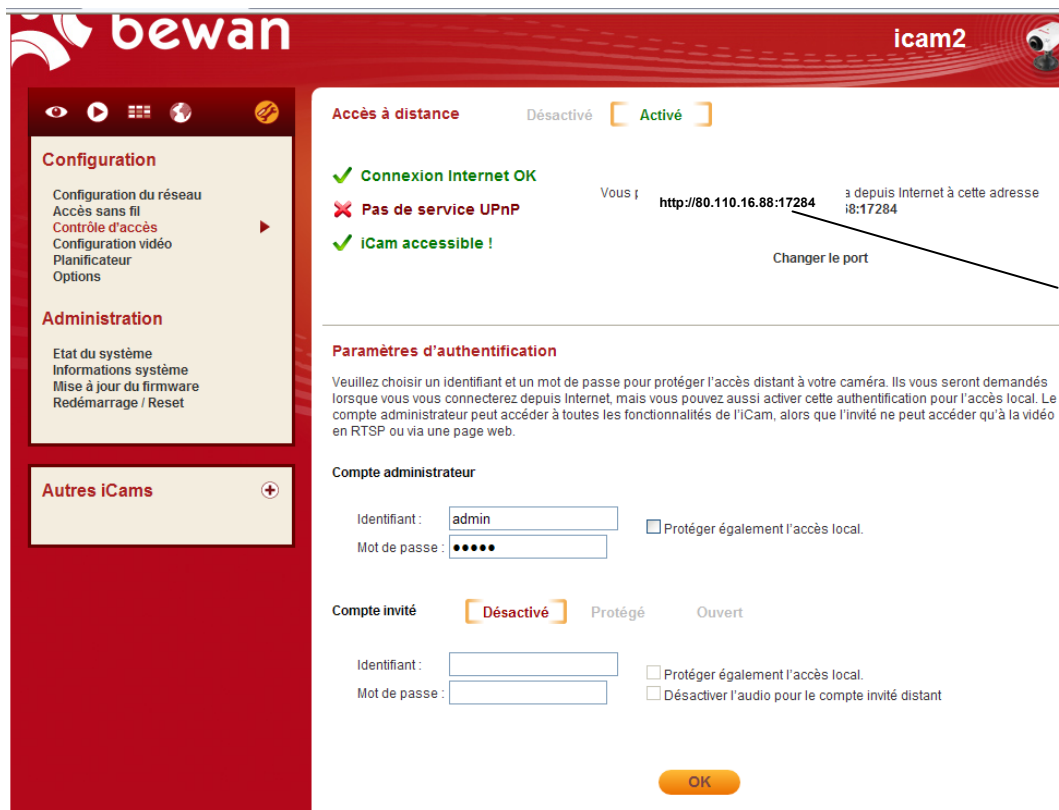 bewan
icam2
Configuration
Configuration du réseau
Accès sans fil
Contrôle d'accès
Configuration vidéo
Planificateur
Options
Administration
Etat du système
Informations système
Mise à jour du firmware
Redémarrage / Reset
Autres iCams
Accès à distance Désactivé Activé
Connexion Internet OK
Pas de service UPnP
iCam accessible !
Vous depuis Internet à cette adresse
http://80.110.16.88:17284 :17284
Changer le port
Paramètres d'authentification
Veuillez choisir un identifiant et un mot de passe pour protéger l'accès distant à votre caméra. Ils vous seront demandés
lorsque vous vous connecterez depuis Internet, mais vous pouvez aussi activer cette authentification pour l'accès local. Le
compte administrateur peut accéder à toutes les fonctionnalités de l'iCam, alors que l'invité ne peut accéder qu'à la vidéo
en RTSP ou via une page web.
Compte administrateur
Identifiant : admin
Protéger également l'accès local.
Mot de passe : •••••
Compte invité Désactivé Protégé Ouvert
Identifiant :
Protéger également l'accès local.
Mot de passe :
Désactiver l'audio pour le compte invité distant
OK